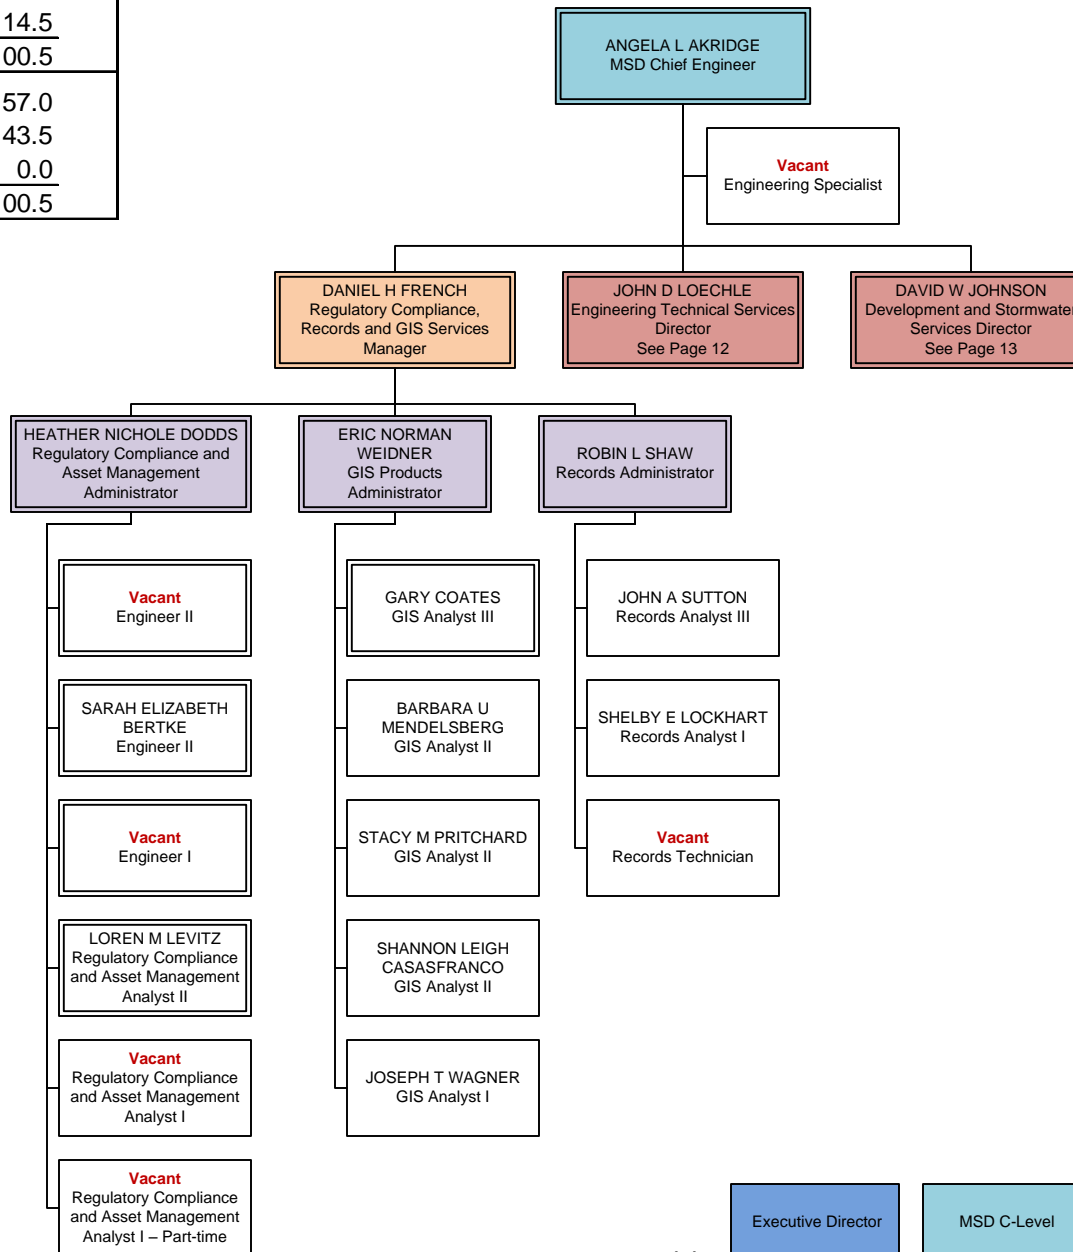 14.5
00.5
57.0
43.5
0.0
00.5
ANGELA L AKRIDGE
MSD Chief Engineer
Vacant
Engineering Specialist
DANIEL H FRENCH
Regulatory Compliance,
Records and GIS Services
Manager
JOHN D LOECHLE
Engineering Technical Services
Director
See Page 12
DAVID W JOHNSON
Development and Stormwater
Services Director
See Page 13
HEATHER NICHOLE DODDS
Regulatory Compliance and
Asset Management
Administrator
ERIC NORMAN
WEIDNER
GIS Products
Administrator
ROBIN L SHAW
Records Administrator
Vacant
Engineer II
GARY COATES
GIS Analyst III
JOHN A SUTTON
Records Analyst III
SARAH ELIZABETH
BERTKE
Engineer II
BARBARA U
MENDELSBERG
GIS Analyst II
SHELBY E LOCKHART
Records Analyst I
Vacant
Engineer I
STACY M PRITCHARD
GIS Analyst II
Vacant
Records Technician
LOREN M LEVITZ
Regulatory Compliance
and Asset Management
Analyst II
SHANNON LEIGH
CASASFRANCO
GIS Analyst II
Vacant
Regulatory Compliance
and Asset Management
Analyst I
JOSEPH T WAGNER
GIS Analyst I
Vacant
Regulatory Compliance
and Asset Management
Analyst I – Part-time
Executive Director
MSD C-Level